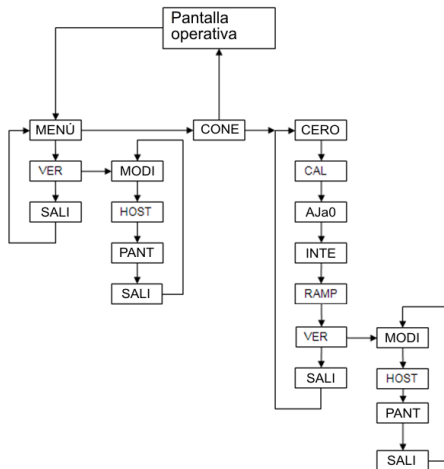 Pantalla
operativa
MENÚ
CONE
CERO
VER
MODI
CAL
SALI
HOST
AJa0
PANT
INTE
SALI
RAMP
VER
MODI
SALI
HOST
PANT
SALI